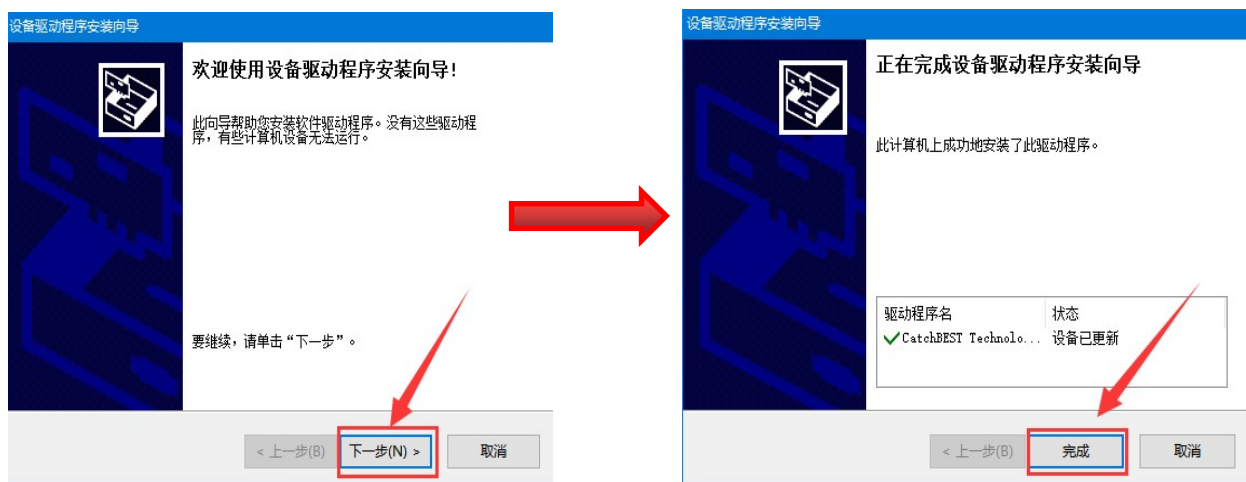 设备驱动程序安装向导
欢迎使用设备驱动程序安装向导!
此向导帮助您安装软件驱动程序。没有这些驱动程
序，有些计算机设备无法运行。
要继续，请单击“下一步”。
< 上一步(B)
下一步(N) >
取消
设备驱动程序安装向导
正在完成设备驱动程序安装向导
此计算机上成功地安装了此驱动程序。
驱动程序名 状态
CatchBEST Technolo... 设备已更新
< 上一步(B)
完成
取消